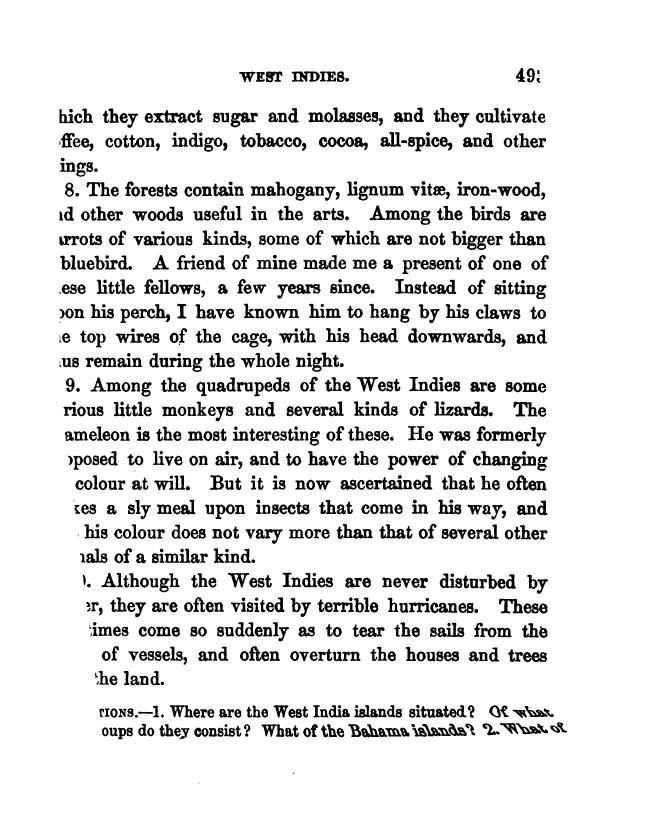 WEST INDIES. 49
hich they extract sugar and molasses, and they cultivate
ffee, cotton, indigo, tobacco, cocoa, all-spice, and other
ings.
8. The forests contain mahogany, lignum vitæ, iron-wood,
d other woods useful in the arts. Among the birds are
rrots of various kinds, some of which are not bigger than
bluebird. A friend of mine made me a present of one of
ese little fellows, a few years since. Instead of sitting
on his perch, I have known him to hang by his claws to
e top wires of the cage, with his head downwards, and
us remain during the whole night.
9. Among the quadrupeds of the West Indies are some
rious little monkeys and several kinds of lizards. The
ameleon is the most interesting of these. He was formerly
pposed to live on air, and to have the power of changing
colour at will. But it is now ascertained that he often
kes a sly meal upon insects that come in his way, and
his colour does not vary more than that of several other
als of a similar kind.
). Although the West Indies are never disturbed by
er, they are often visited by terrible hurricanes. These
imes come so suddenly as to tear the sails from the
of vessels, and often overturn the houses and trees
the land.
TIONS.—1. Where are the West India islands situated? Of what
oups do they consist? What of the Bahama islands? 2. What of